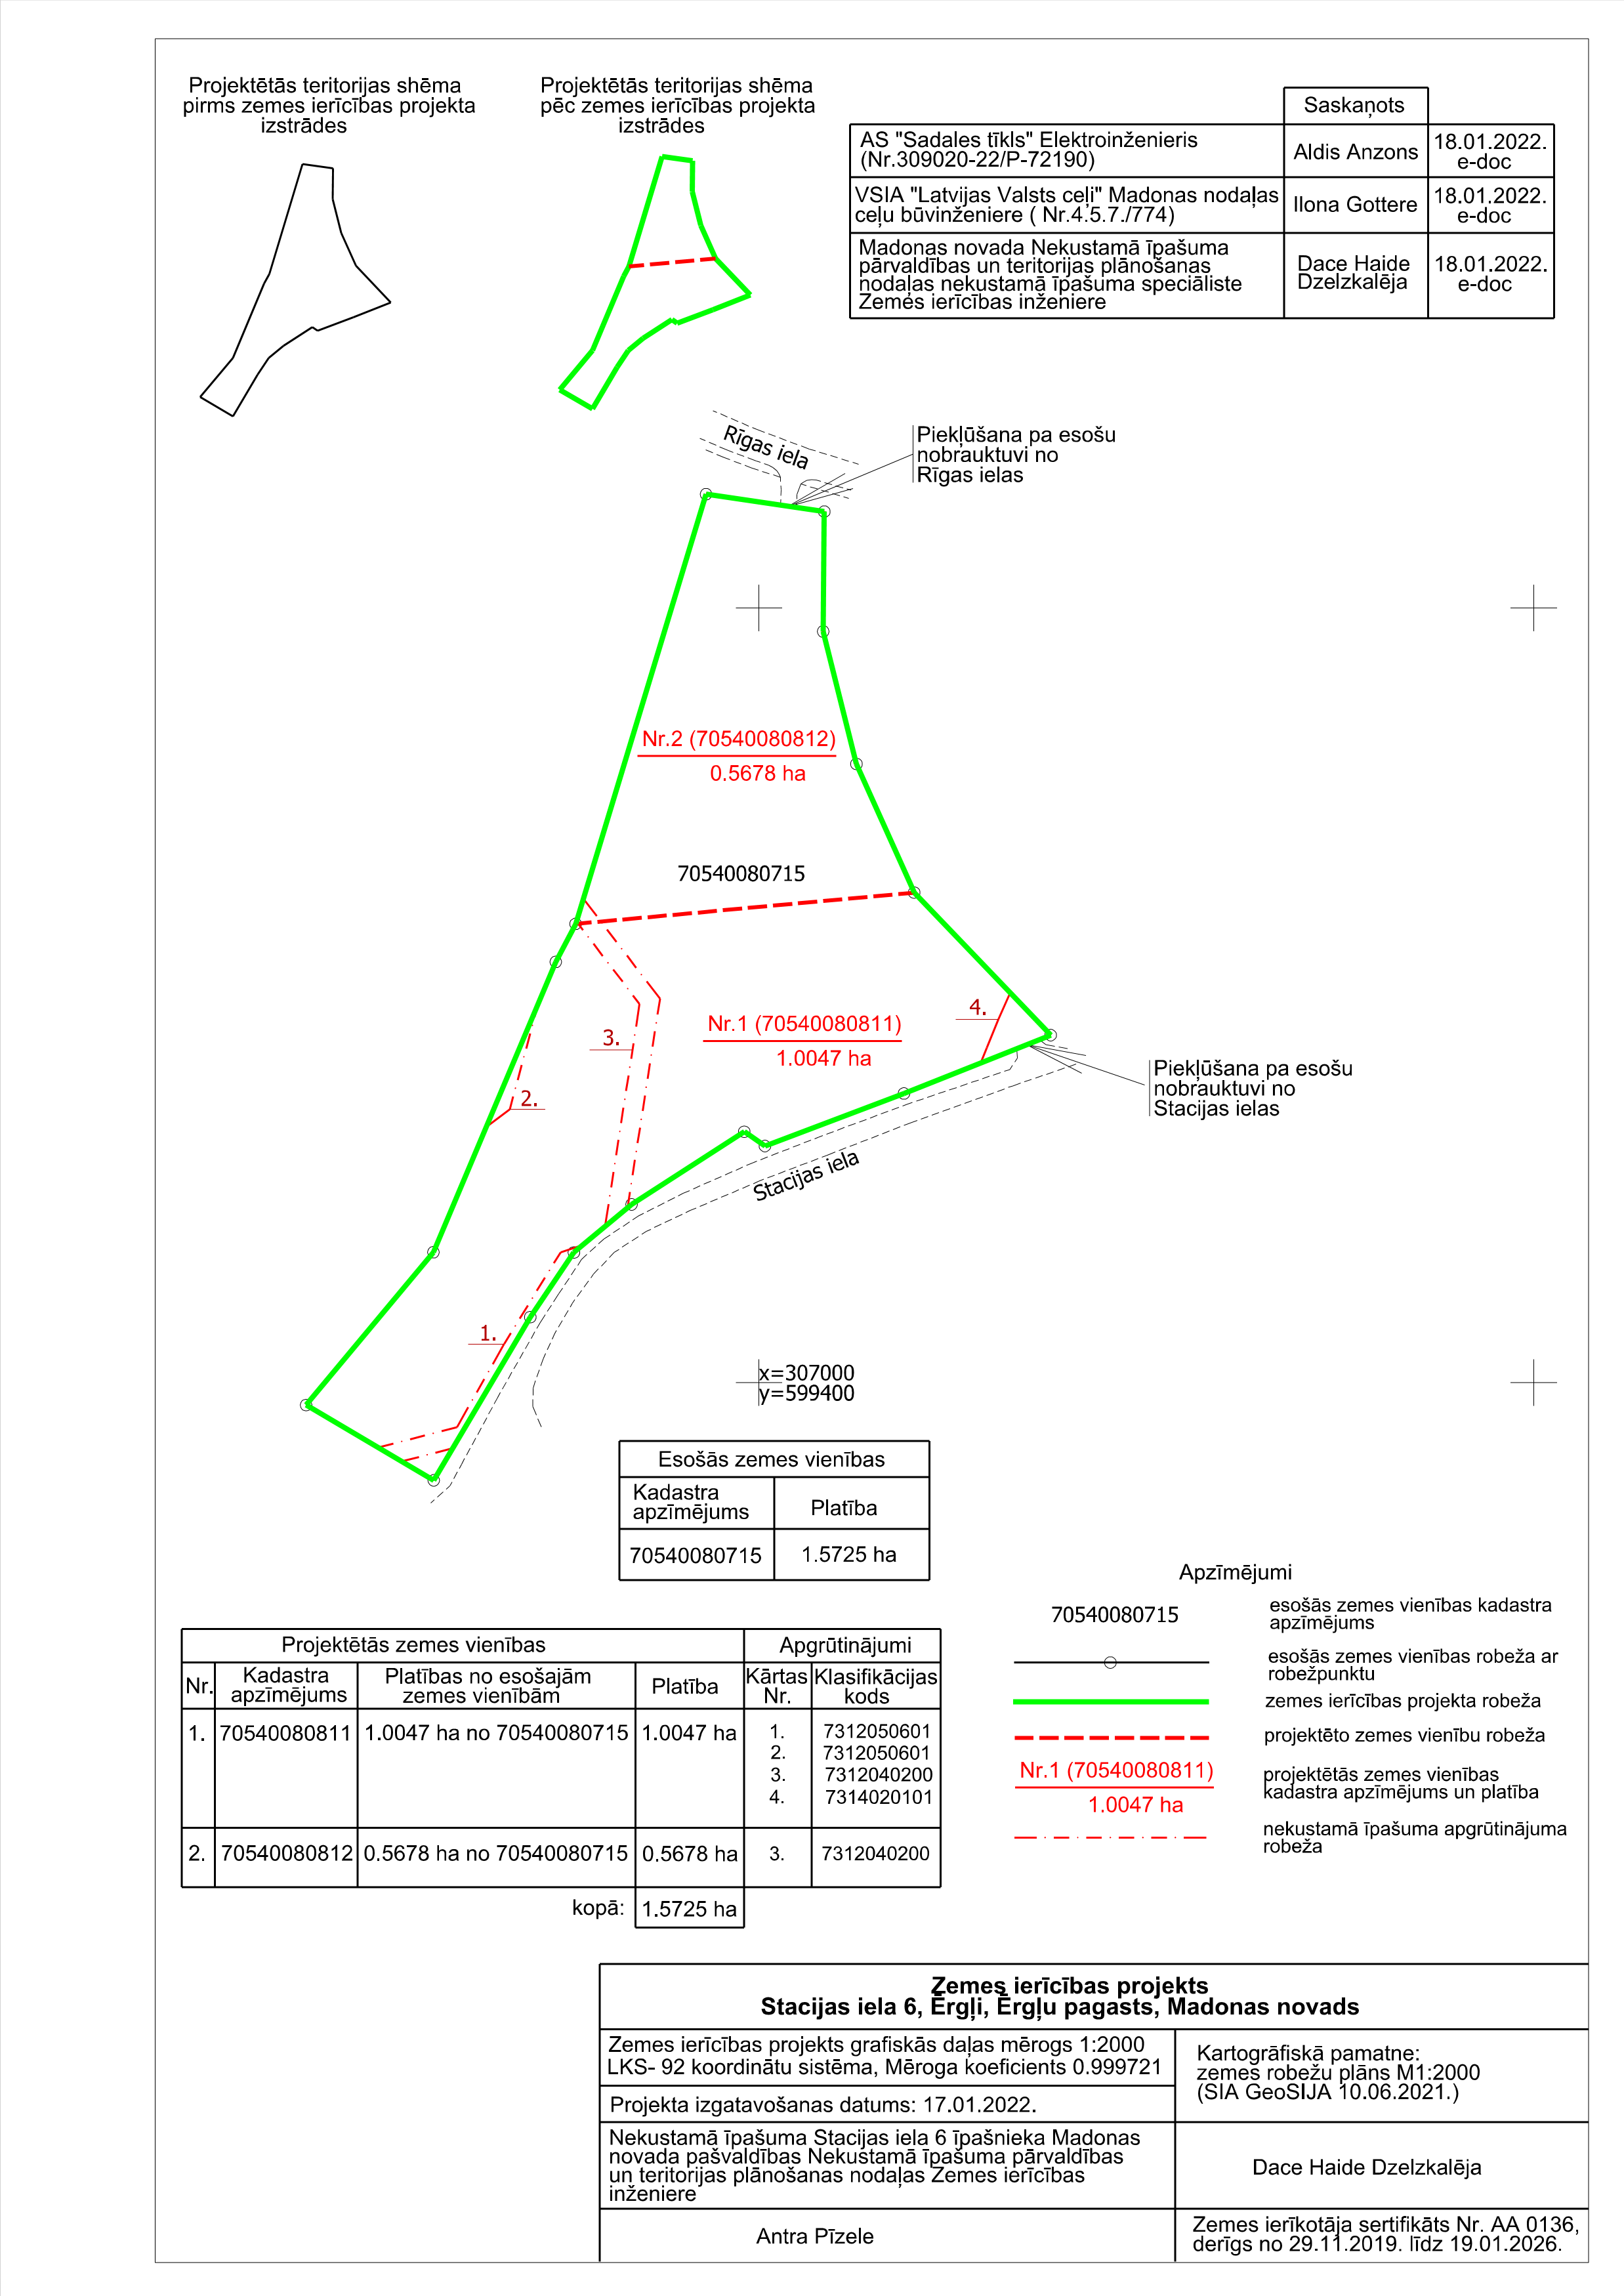 Projektētās teritorijas shēma
pirms zemes ierīcības projekta
izstrādes
Projektētās teritorijas shēma
pēc zemes ierīcības projekta
izstrādes
Saskaņots
AS "Sadales tīkls" Elektroinženieris
(Nr.309020-22/P-72190)
Aldis Anzons
18.01.2022.
e-doc
VSIA "Latvijas Valsts ceļi" Madonas nodaļas
ceļu būvinženiere ( Nr.4.5.7./774)
Ilona Gottere
18.01.2022.
e-doc
Madonas novada Nekustamā īpašuma
pārvaldības un teritorijas plānošanas
nodaļas nekustamā īpašuma speciāliste
Zemes ierīcības inženiere
Dace Haide
Dzelzkalēja
18.01.2022.
e-doc
Rīgas iela
Piekļūšana pa esošu
nobrauktuvi no
Rīgas ielas
Nr.2 (70540080812)
0.5678 ha
70540080715
4.
3.
Nr.1 (70540080811)
1.0047 ha
2.
Piekļūšana pa esošu
nobrauktuvi no
Stacijas ielas
Stacijas iela
1.
x=307000
y=599400
Esošās zemes vienības
Kadastra
apzīmējums
Platība
70540080715
1.5725 ha
Apzīmējumi
70540080715
esošās zemes vienības kadastra
apzīmējums
esošās zemes vienības robeža ar
robežpunktu
zemes ierīcības projekta robeža
projektēto zemes vienību robeža
Nr.1 (70540080811)
1.0047 ha
projektētās zemes vienības
kadastra apzīmējums un platība
nekustamā īpašuma apgrūtinājuma
robeža
Projektētās zemes vienības
Apgrūtinājumi
Nr.
Kadastra
apzīmējums
Platības no esošajām
zemes vienībām
Platība
Kārtas
Nr.
Klasifikācijas
kods
1. 70540080811 1.0047 ha no 70540080715 1.0047 ha 1. 7312050601
2. 7312050601
3. 7312040200
4. 7314020101
2. 70540080812 0.5678 ha no 70540080715 0.5678 ha 3. 7312040200
kopā: 1.5725 ha
Zemes ierīcības projekts
Stacijas iela 6, Ērgļi, Ērgļu pagasts, Madonas novads
Zemes ierīcības projekts grafiskās daļas mērogs 1:2000
LKS- 92 koordinātu sistēma, Mēroga koeficients 0.999721
Kartogrāfiskā pamatne:
zemes robežu plāns M1:2000
(SIA GeoSIJA 10.06.2021.)
Projekta izgatavošanas datums: 17.01.2022.
Nekustamā īpašuma Stacijas iela 6 īpašnieka Madonas
novada pašvaldības Nekustamā īpašuma pārvaldības
un teritorijas plānošanas nodaļas Zemes ierīcības
inženiere
Dace Haide Dzelzkalēja
Antra Pīzele
Zemes ierīkotāja sertifikāts Nr. AA 0136,
derīgs no 29.11.2019. līdz 19.01.2026.